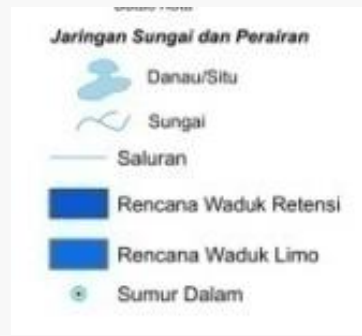 Jaringan Sungai dan Perairan
Danau/Situ
Sungai
Saluran
Rencana Waduk Retensi
Rencana Waduk Limo
Sumur Dalam